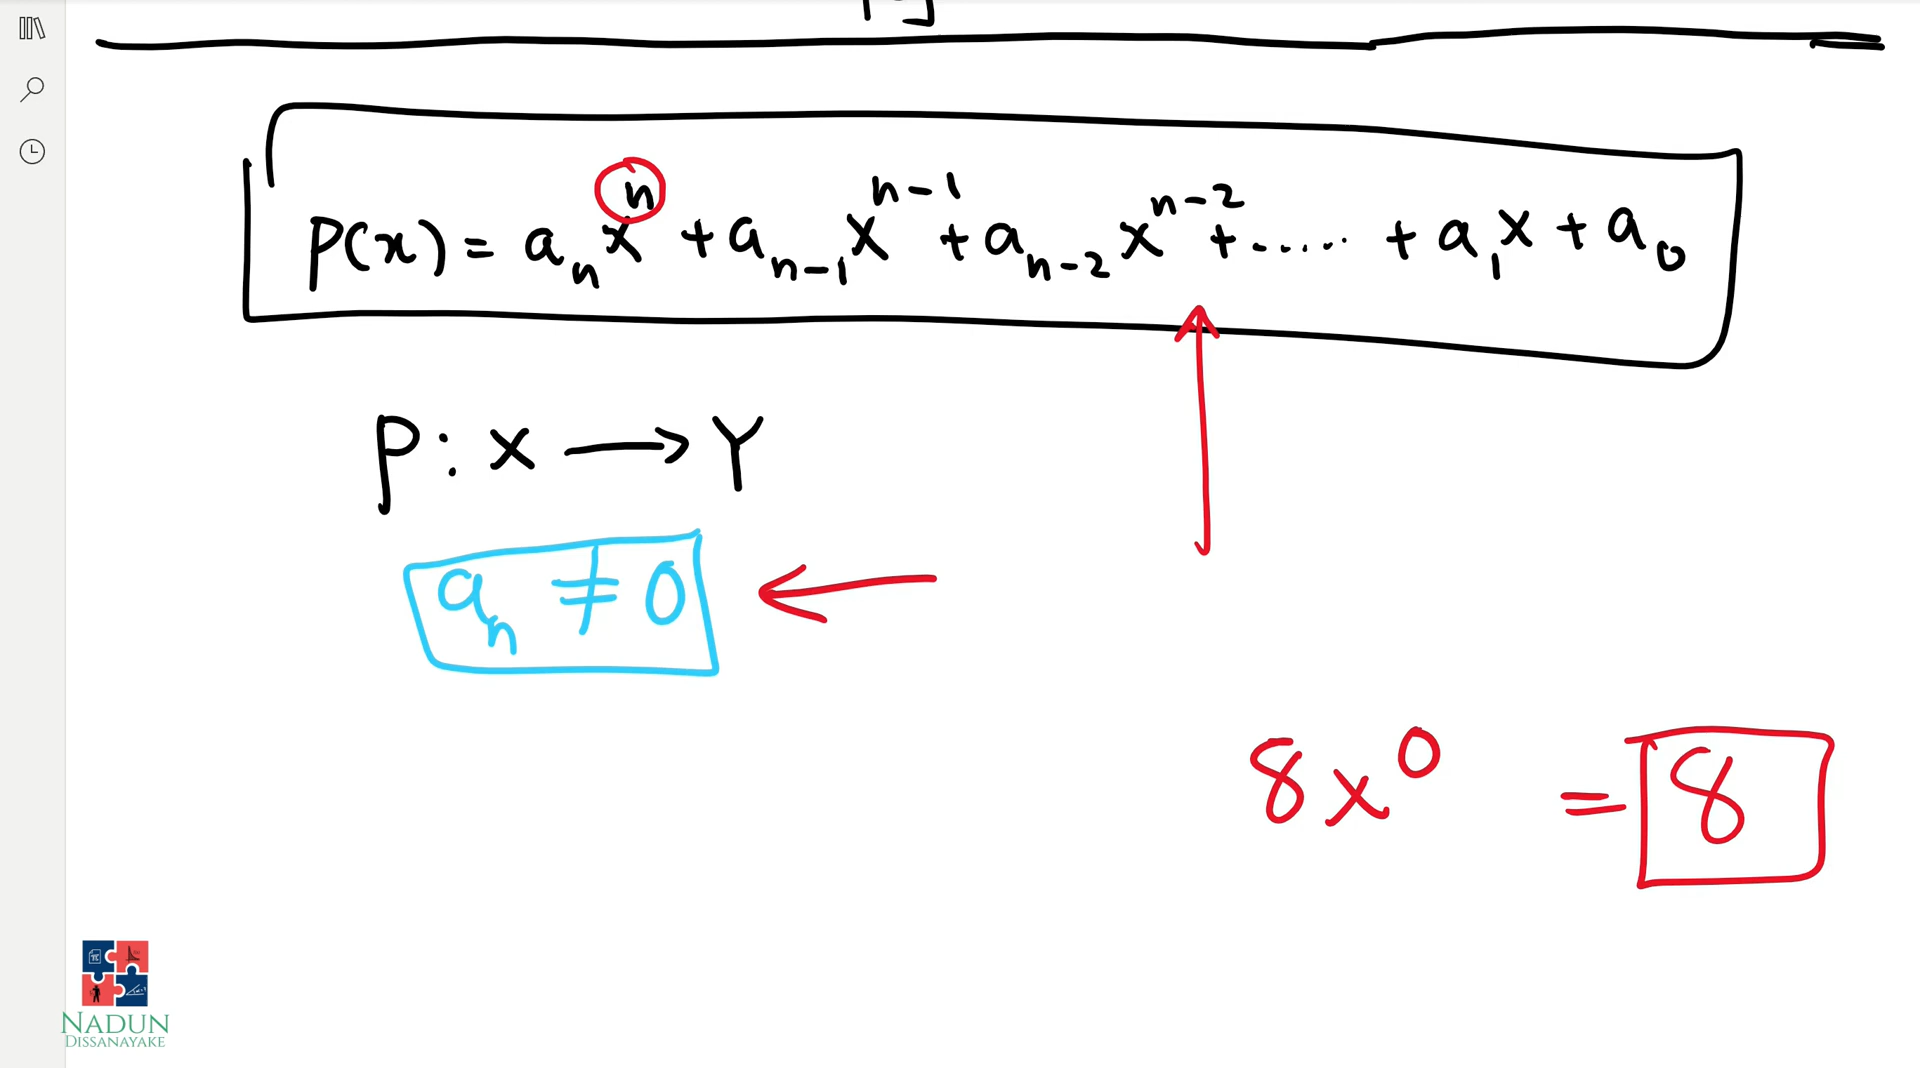 P(x) = aₙxⁿ + aₙ₋₁xⁿ⁻¹ + aₙ₋₂xⁿ⁻² + ..... + a₁x + a₀
P : X → Y
aₙ ≠ 0
8x⁰ = 8
NADUN
DISSANAYAKE